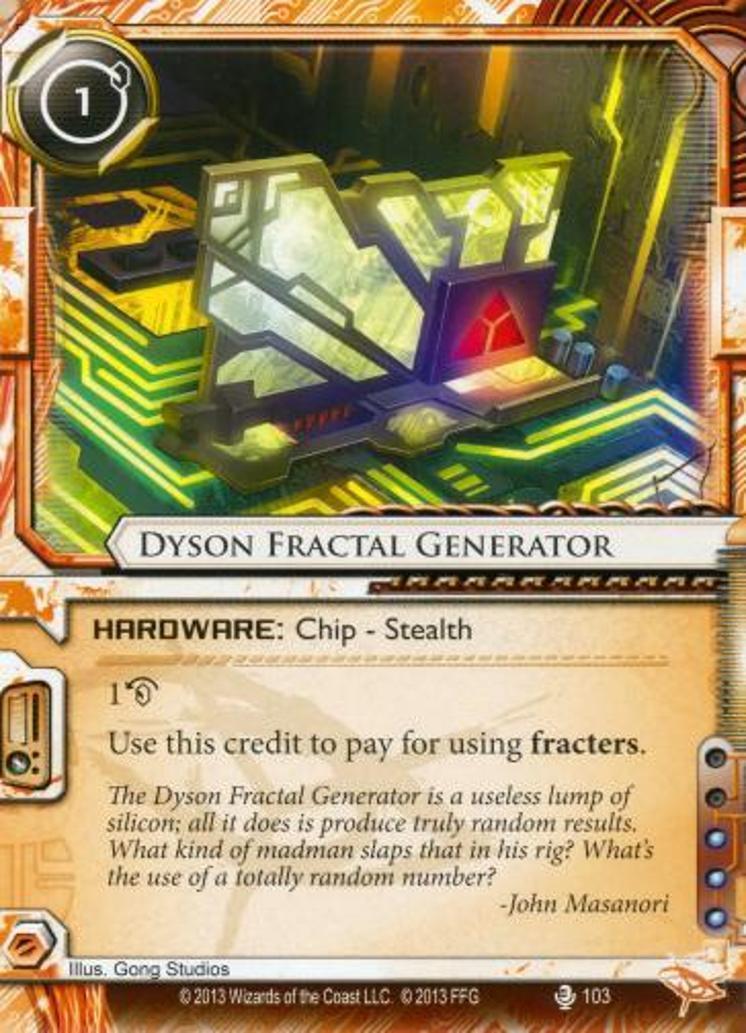 1
DYSON FRACTAL GENERATOR
HARDWARE: Chip - Stealth
1
Use this credit to pay for using fracters.
The Dyson Fractal Generator is a useless lump of
silicon; all it does is produce truly random results.
What kind of madman slaps that in his rig? What's
the use of a totally random number?
-John Masanori
Illus. Gong Studios
© 2013 Wizards of the Coast LLC. © 2013 FFG 103